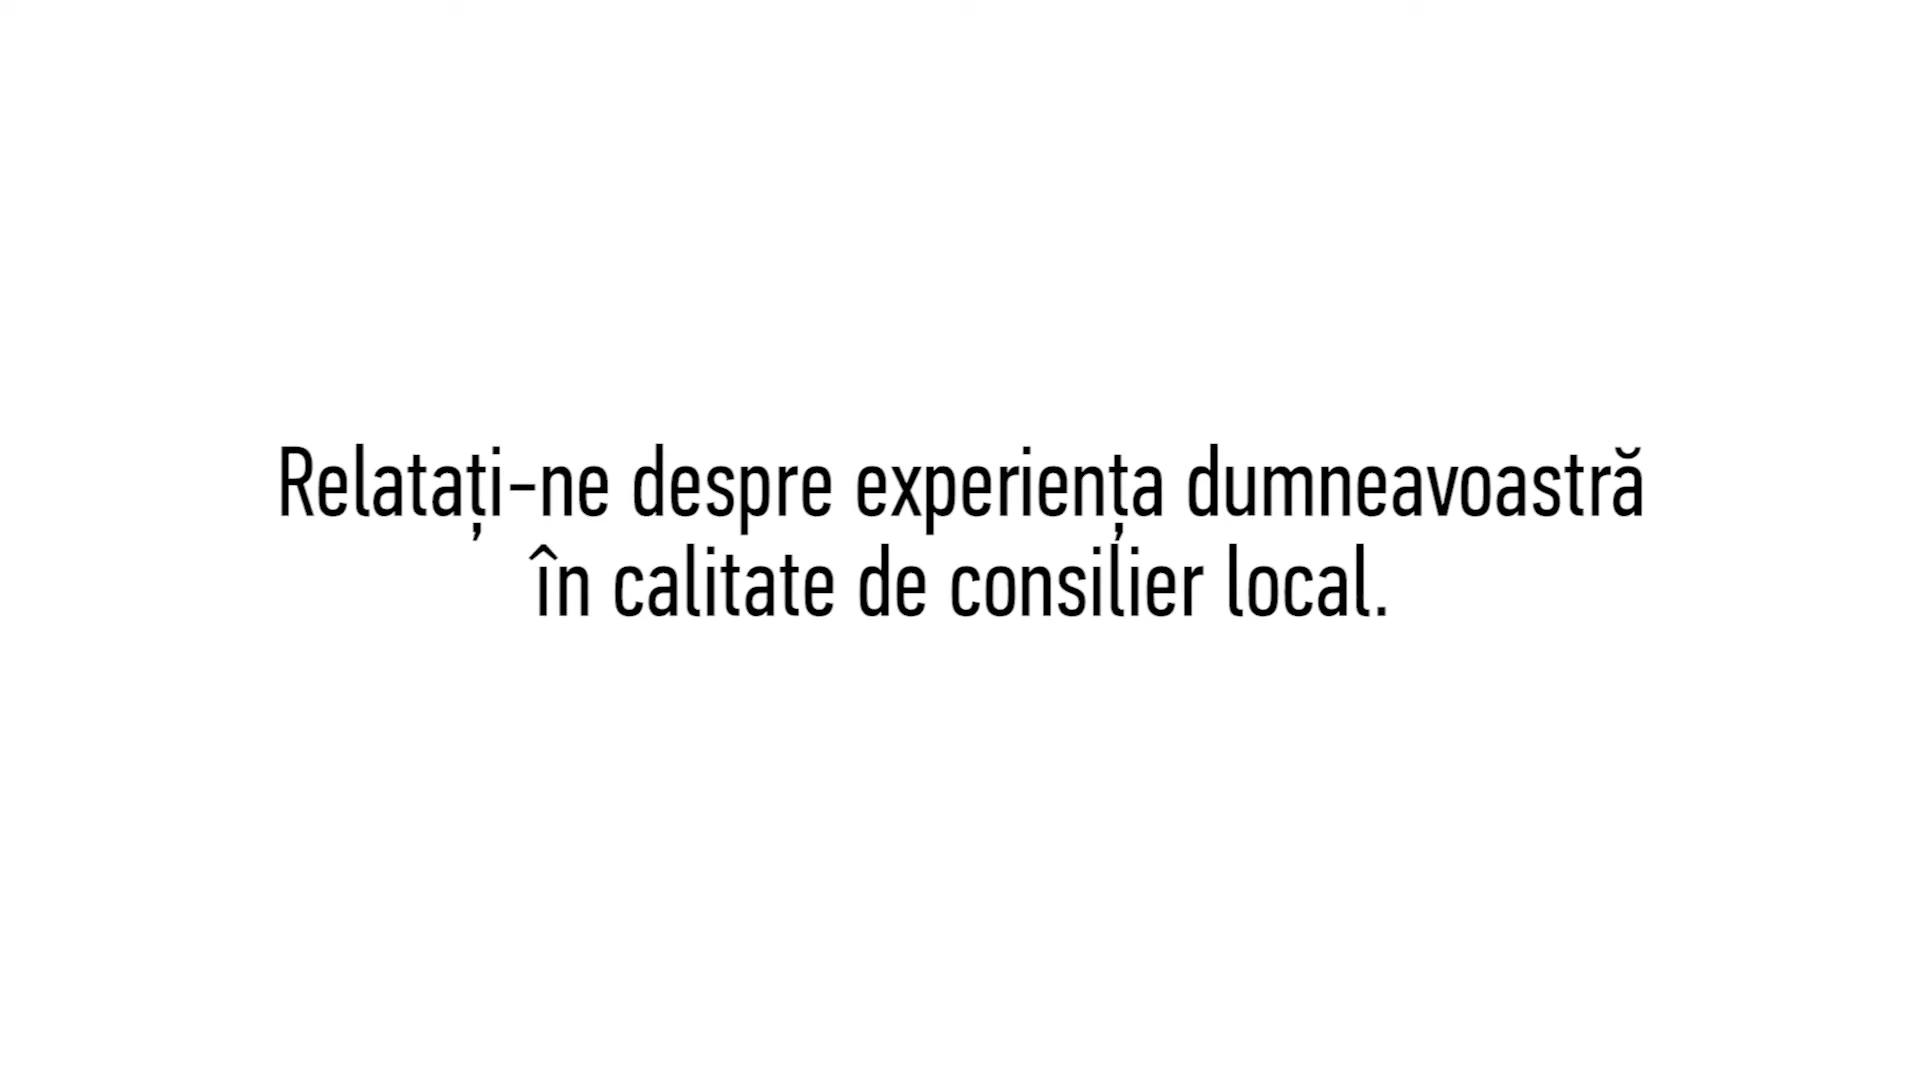 Relatați-ne despre experiența dumneavoastră
în calitate de consilier local.